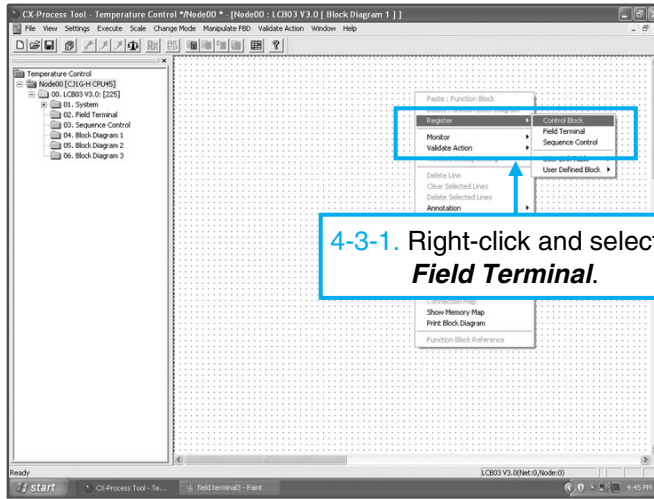 CX-Process Tool - Temperature Control */Node00 * - [Node00 : LCB03 V3.0 [ Block Diagram 1 ] ]
File View Settings Execute Scale Change Mode Manipulate FBD Validate Action Window Help
Temperature Control
Node00 [CJ1G-H CPU45]
00. LCB03 V3.0: [225]
01. System
02. Field Terminal
03. Sequence Control
04. Block Diagram 1
05. Block Diagram 2
06. Block Diagram 3
Paste : Function Block
Register
Monitor
Validate Action
Delete Line
Clear Selected Lines
Delete Selected Lines
Annotation
Control Block
Field Terminal
Sequence Control
User Link Table
User Defined Block
4-3-1. Right-click and select
Field Terminal.
Connection Map
Show Memory Map
Print Block Diagram
Function Block Reference
Ready
LCB03 V3.0(Net:0,Node:0)
start
CX-Process Tool - Te...
field terminal3 - Paint
4:45 PM